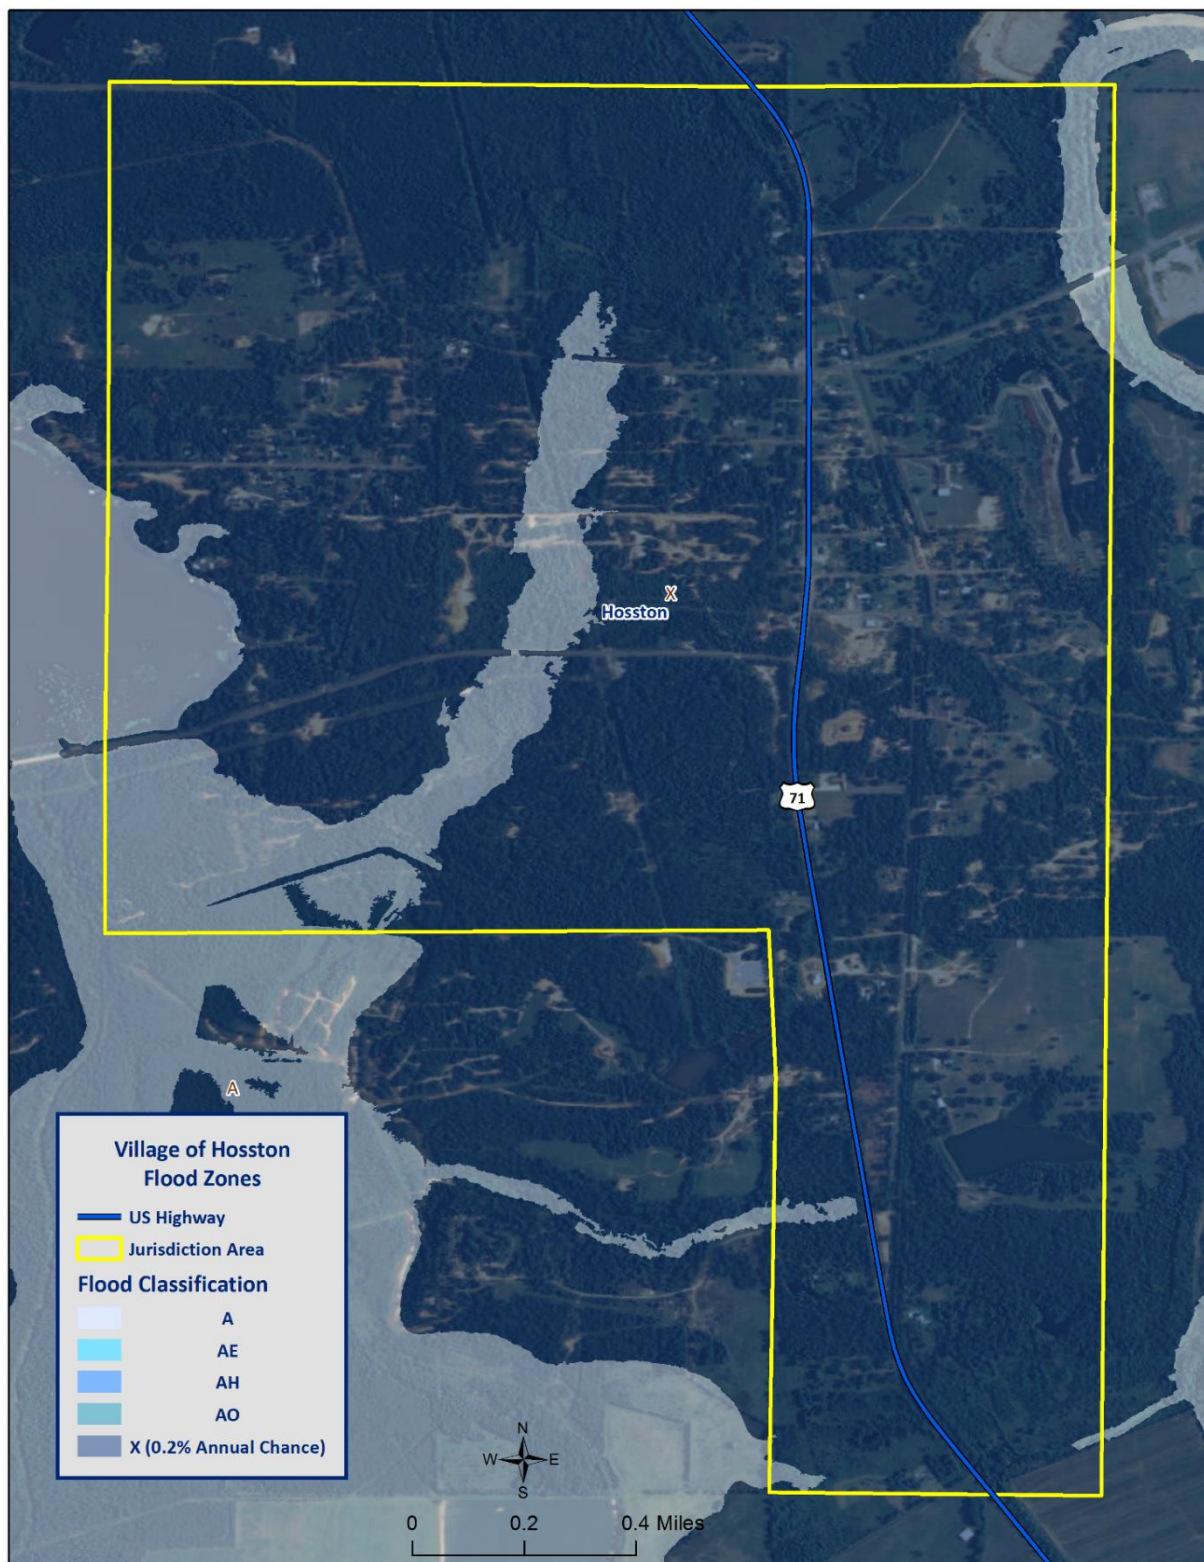 X
Hosston
71
A
Village of Hosston
Flood Zones
US Highway
Jurisdiction Area
Flood Classification
A
AE
AH
AO
X (0.2% Annual Chance)
N
W E
S
0 0.2 0.4 Miles